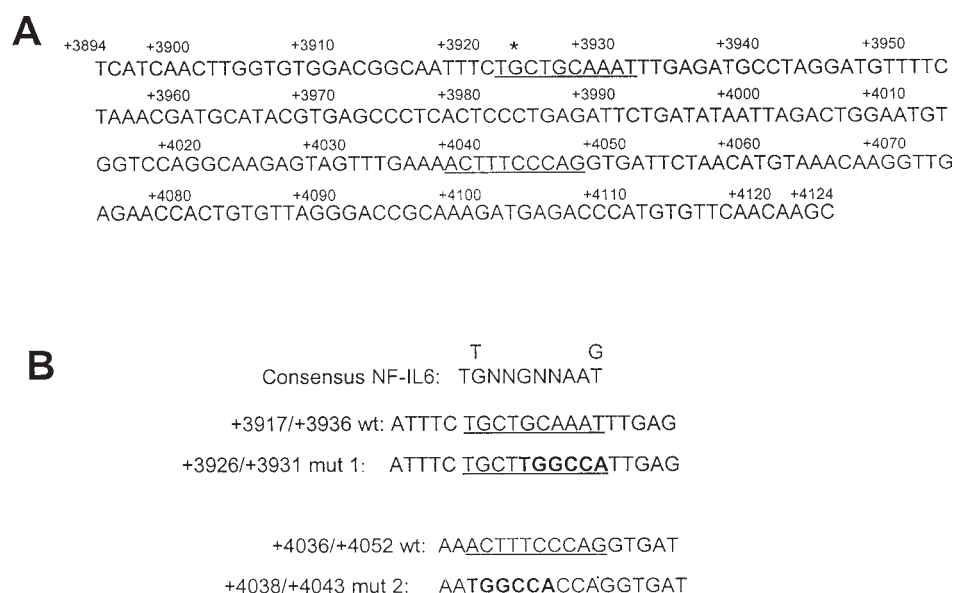 A
+3894 +3900 +3910 +3920 * +3930 +3940 +3950
TCATCAACTTGGTGTGGACGGCAATTTCTGCTGCAAATTTGAGATGCCTAGGATGTTTTC
+3960 +3970 +3980 +3990 +4000 +4010
TAAACGATGCATACGTGAGCCCTCACTCCCTGAGATTCTGATATAATTAGACTGGAATGT
+4020 +4030 +4040 +4050 +4060 +4070
GGTCCAGGCAAGAGTAGTTTGAAAACTTTCCCAGGTGATTCTAACATGTAAACAAGGTTG
+4080 +4090 +4100 +4110 +4120 +4124
AGAACCACTGTGTTAGGGACCGCAAAGATGAGACCCATGTGTTCAACAAGC
B
T G
Consensus NF-IL6: TGNNGNNAAT
+3917/+3936 wt: ATTTC TGCTGCAAATTTGAG
+3926/+3931 mut 1: ATTTC TGCTTGGCCATTGAG
+4036/+4052 wt: AAACTTTCCCAGGTGAT
+4038/+4043 mut 2: AATGGCCACCAGGTGAT